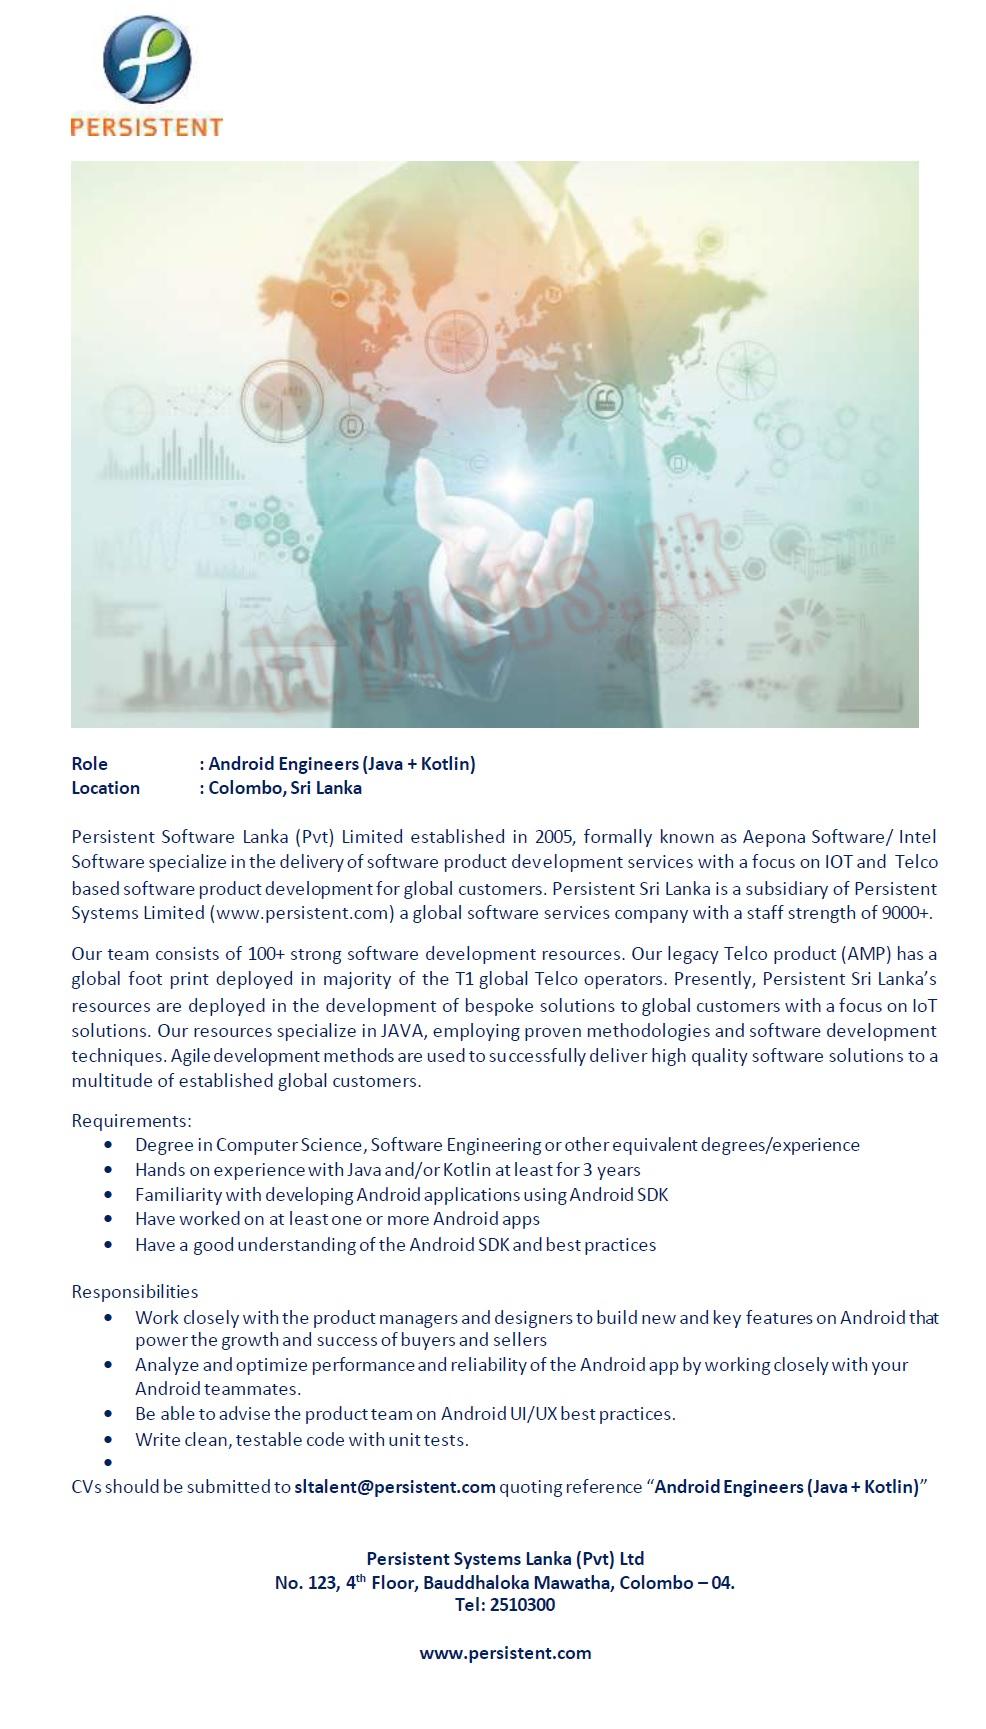 PERSISTENT
topjobs.lk
Role : Android Engineers (Java + Kotlin)
Location : Colombo, Sri Lanka
Persistent Software Lanka (Pvt) Limited established in 2005, formally known as Aepona Software/ Intel
Software specialize in the delivery of software product development services with a focus on IOT and Telco
based software product development for global customers. Persistent Sri Lanka is a subsidiary of Persistent
Systems Limited (www.persistent.com) a global software services company with a staff strength of 9000+.
Our team consists of 100+ strong software development resources. Our legacy Telco product (AMP) has a
global foot print deployed in majority of the T1 global Telco operators. Presently, Persistent Sri Lanka’s
resources are deployed in the development of bespoke solutions to global customers with a focus on IoT
solutions. Our resources specialize in JAVA, employing proven methodologies and software development
techniques. Agile development methods are used to successfully deliver high quality software solutions to a
multitude of established global customers.
Requirements:
• Degree in Computer Science, Software Engineering or other equivalent degrees/experience
• Hands on experience with Java and/or Kotlin at least for 3 years
• Familiarity with developing Android applications using Android SDK
• Have worked on at least one or more Android apps
• Have a good understanding of the Android SDK and best practices
Responsibilities
• Work closely with the product managers and designers to build new and key features on Android that
power the growth and success of buyers and sellers
• Analyze and optimize performance and reliability of the Android app by working closely with your
Android teammates.
• Be able to advise the product team on Android UI/UX best practices.
• Write clean, testable code with unit tests.
•
CVs should be submitted to sltalent@persistent.com quoting reference “Android Engineers (Java + Kotlin)”
Persistent Systems Lanka (Pvt) Ltd
No. 123, 4th Floor, Bauddhaloka Mawatha, Colombo – 04.
Tel: 2510300
www.persistent.com